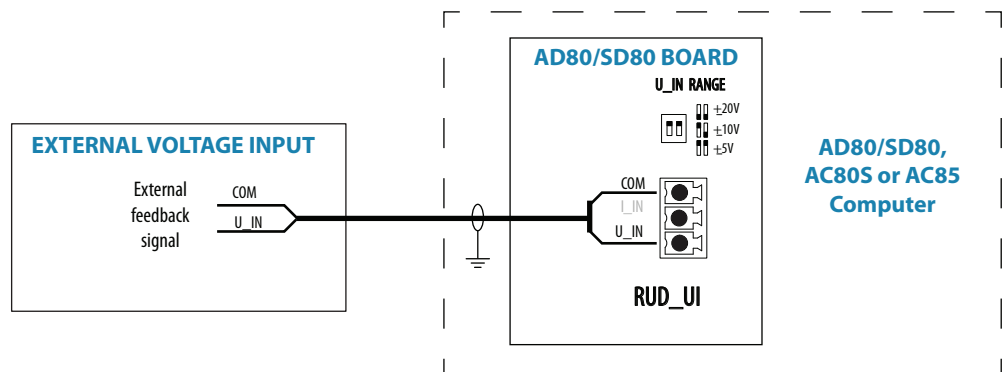 EXTERNAL VOLTAGE INPUT
External
feedback
signal
COM
U_IN
AD80/SD80 BOARD
U_IN RANGE
±20V
±10V
±5V
COM
I_IN
U_IN
RUD_UI
AD80/SD80,
AC80S or AC85
Computer